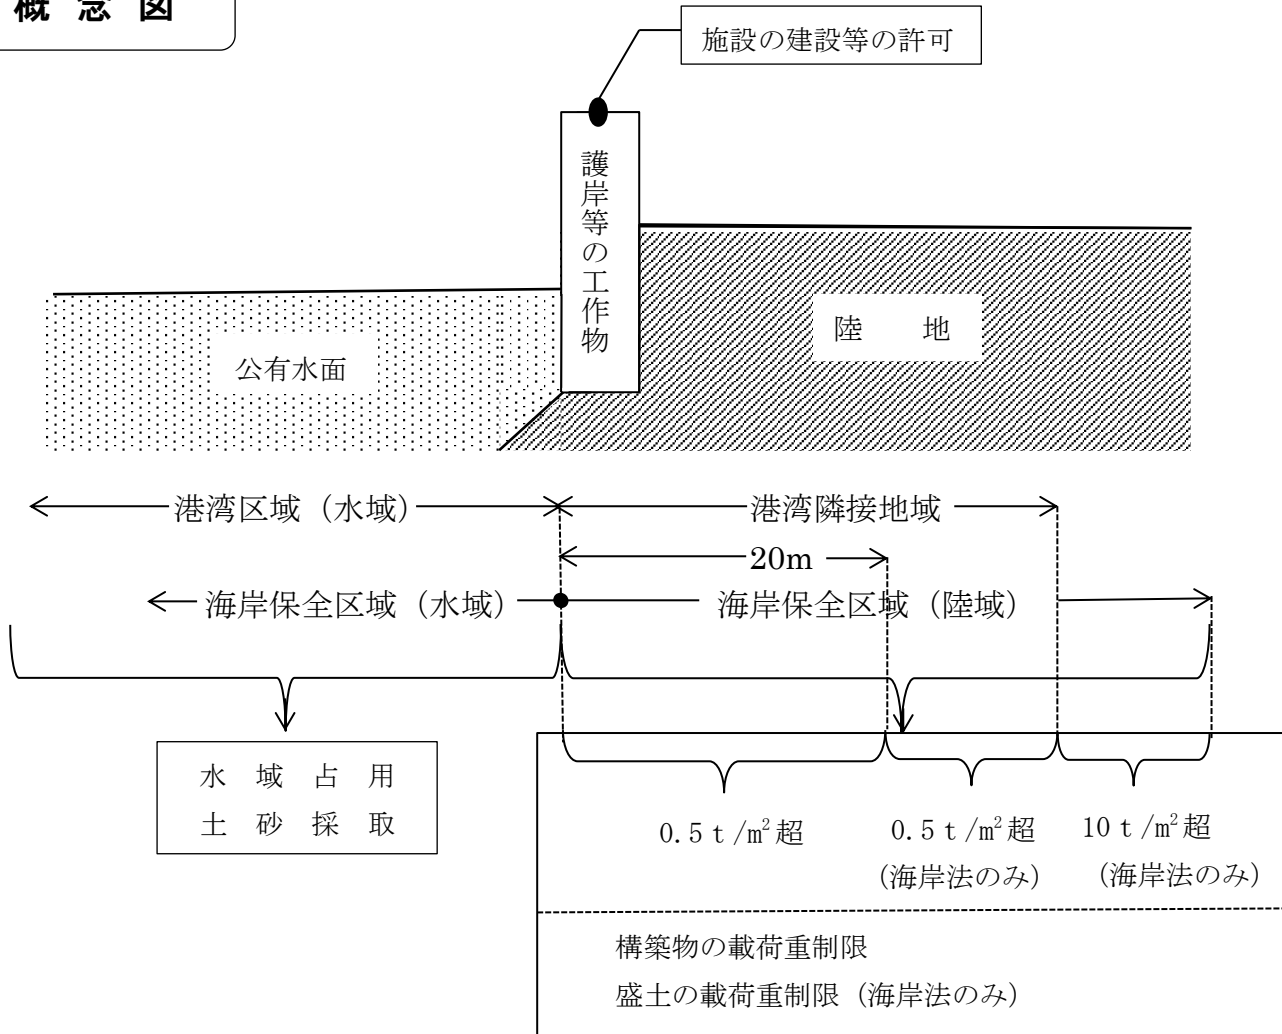 概念図
施設の建設等の許可
護岸等の工作物
陸　地
公有水面
港湾区域（水域）
港湾隣接地域
20m
海岸保全区域（水域）
海岸保全区域（陸域）
水域占用
土砂採取
0.5ｔ/m²超
0.5ｔ/m²超
（海岸法のみ）
10ｔ/m²超
（海岸法のみ）
構築物の載荷重制限
盛土の載荷重制限（海岸法のみ）